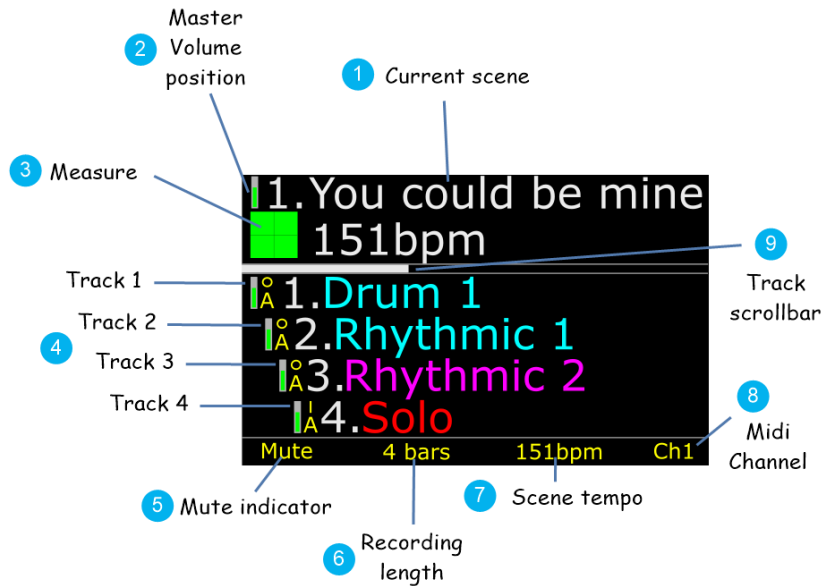 2 Master
Volume
position
1 Current scene
3 Measure
1.You could be mine
151bpm
9
Track
scrollbar
Track 1
Track 2
4
Track 3
Track 4
O
A 1.Drum 1
O
A 2.Rhythmic 1
O
A 3.Rhythmic 2
I
A 4.Solo
Mute 4 bars 151bpm Ch1
8
Midi
Channel
5 Mute indicator
7 Scene tempo
6 Recording
length